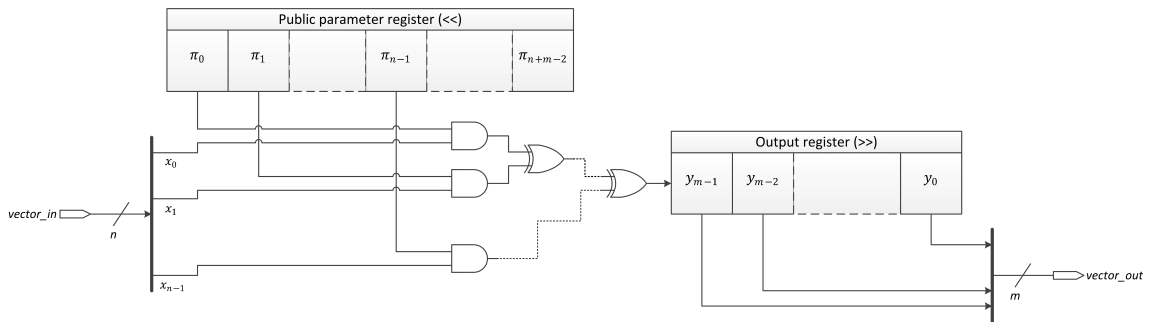 Public parameter register (<<)
π₀ π₁ πₙ₋₁ πₙ₊ₘ₋₂
x₀
x₁
xₙ₋₁
vector_in
n
Output register (>>)
yₘ₋₁ yₘ₋₂ y₀
m
vector_out